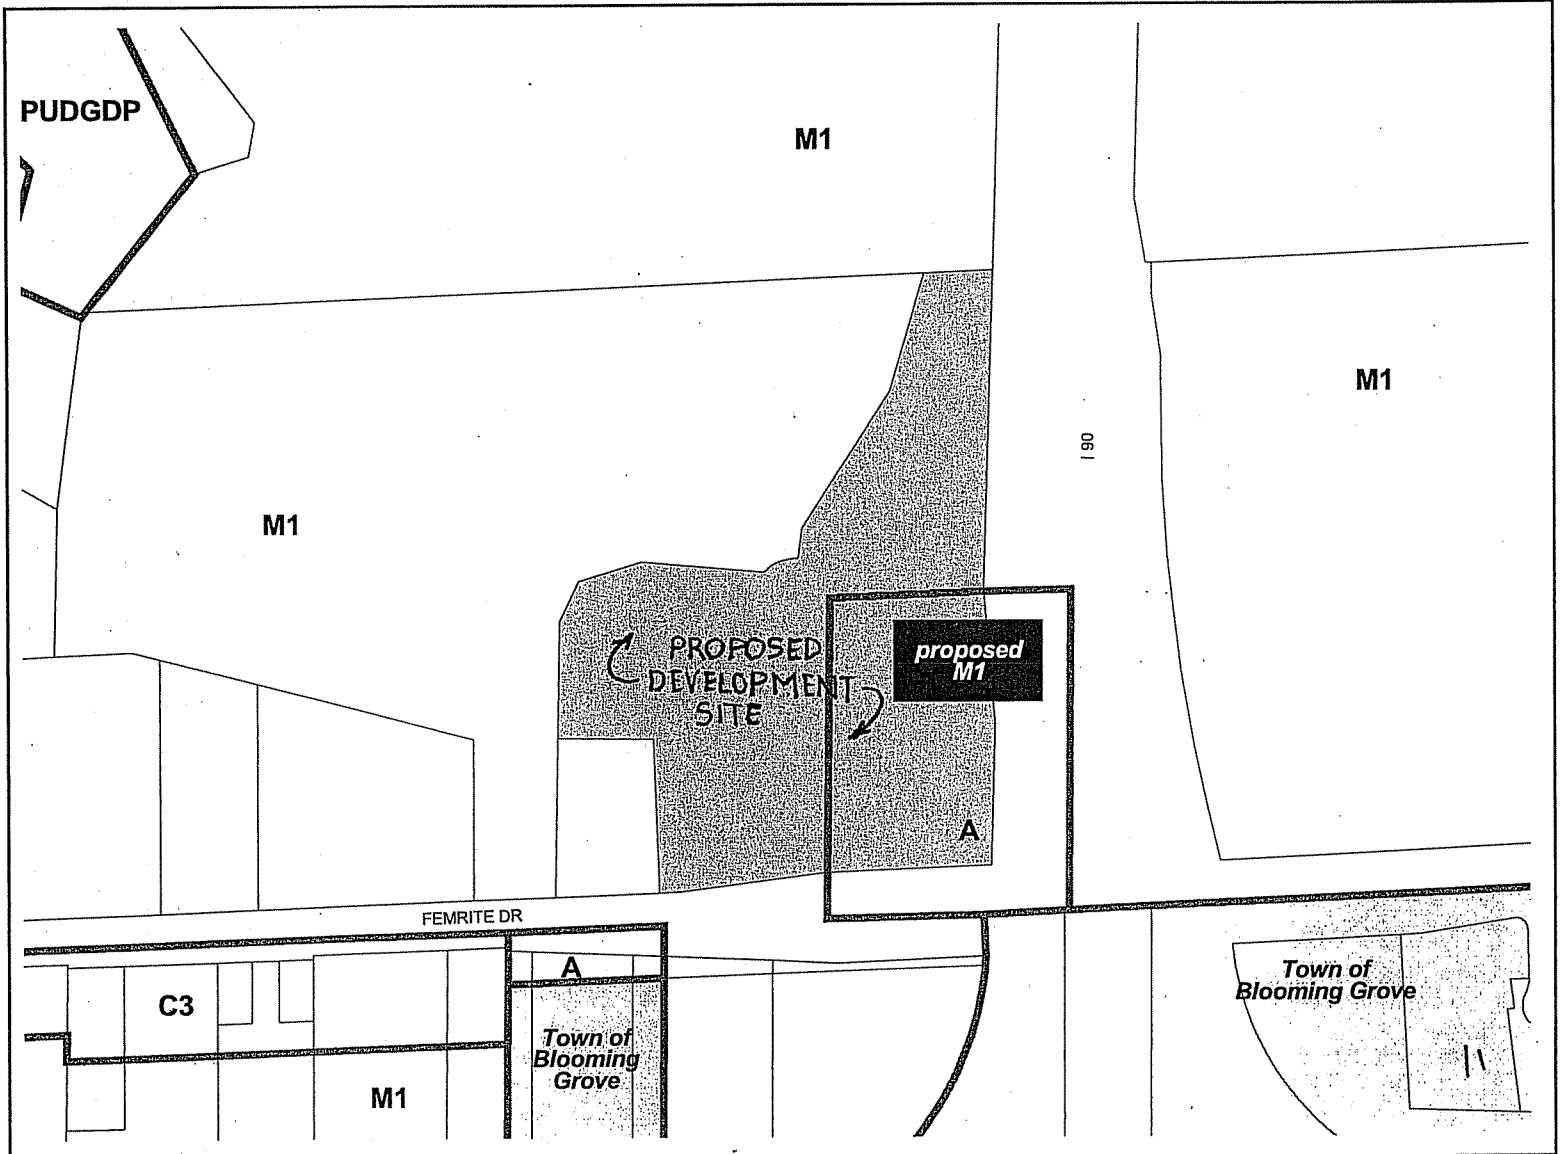 PUDGDP
M1
M1
I 90
M1
PROPOSED
DEVELOPMENT
SITE
proposed
M1
A
FEMRITE DR
A
C3
Town of
Blooming Grove
Town of
Blooming
Grove
M1